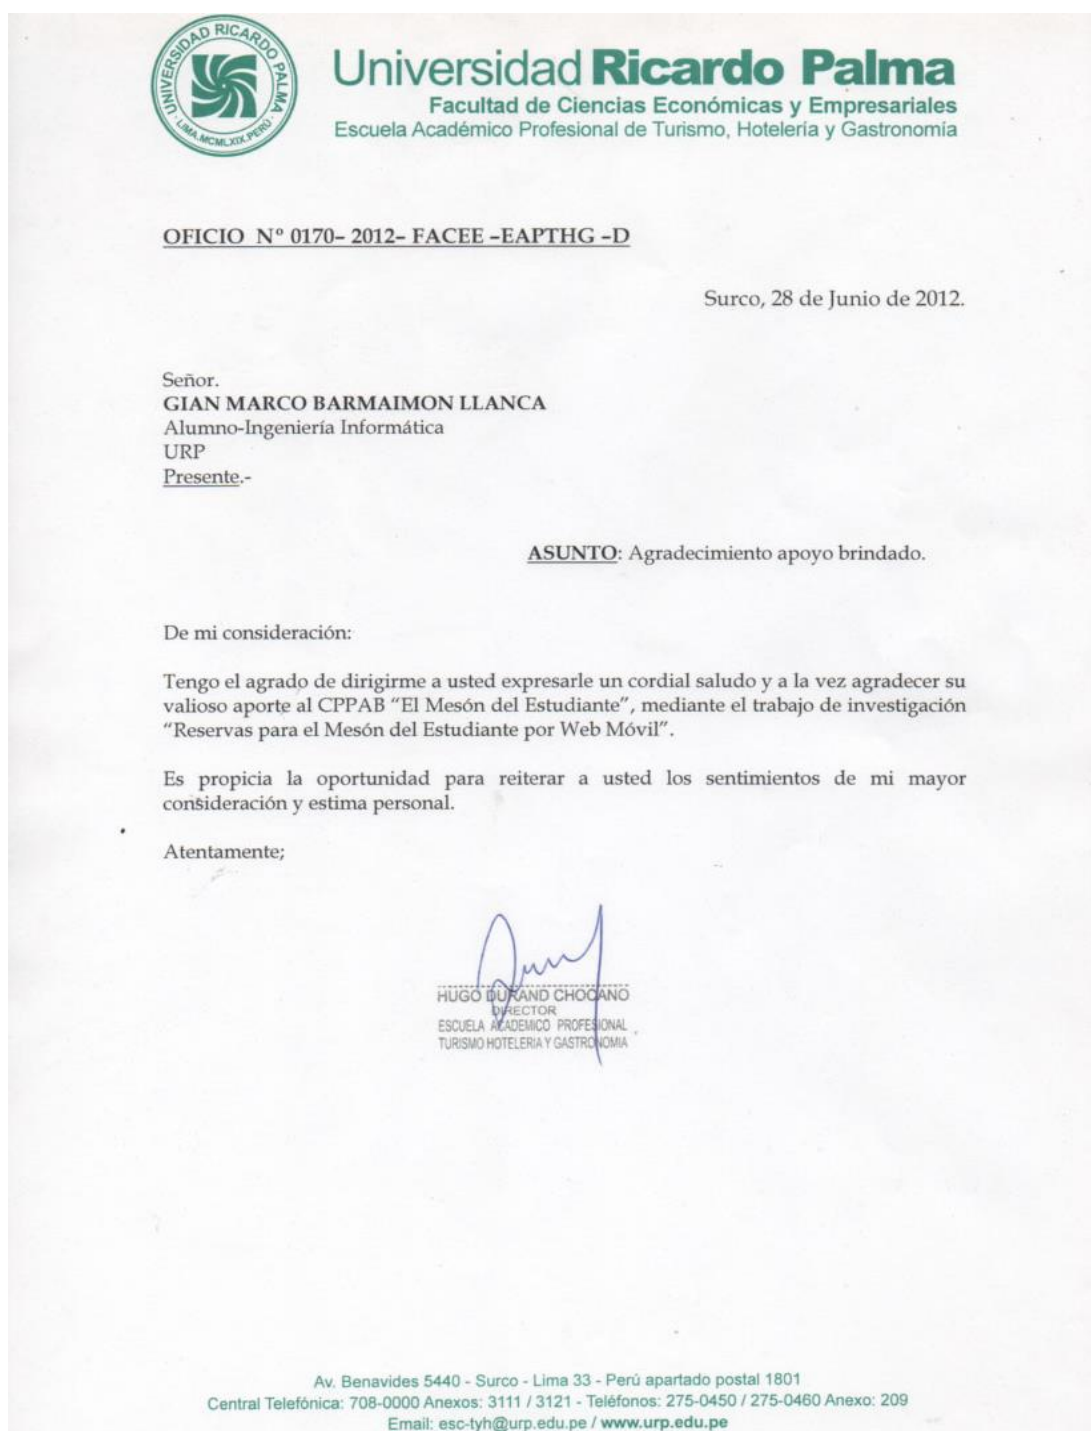 UNIVERSIDAD RICARDO PALMA
LIMA.MCMLXIX.PERÚ
Universidad Ricardo Palma
Facultad de Ciencias Económicas y Empresariales
Escuela Académico Profesional de Turismo, Hotelería y Gastronomía
OFICIO Nº 0170– 2012– FACEE –EAPTHG –D
Surco, 28 de Junio de 2012.
Señor.
GIAN MARCO BARMAIMON LLANCA
Alumno-Ingeniería Informática
URP
Presente.-
ASUNTO: Agradecimiento apoyo brindado.
De mi consideración:
Tengo el agrado de dirigirme a usted expresarle un cordial saludo y a la vez agradecer su
valioso aporte al CPPAB “El Mesón del Estudiante”, mediante el trabajo de investigación
“Reservas para el Mesón del Estudiante por Web Móvil”.
Es propicia la oportunidad para reiterar a usted los sentimientos de mi mayor
consideración y estima personal.
Atentamente;
HUGO DURAND CHOCANO
DIRECTOR
ESCUELA ACADEMICO PROFESIONAL
TURISMO HOTELERIA Y GASTRONOMIA
Av. Benavides 5440 - Surco - Lima 33 - Perú apartado postal 1801
Central Telefónica: 708-0000 Anexos: 3111 / 3121 - Teléfonos: 275-0450 / 275-0460 Anexo: 209
Email: esc-tyh@urp.edu.pe / www.urp.edu.pe